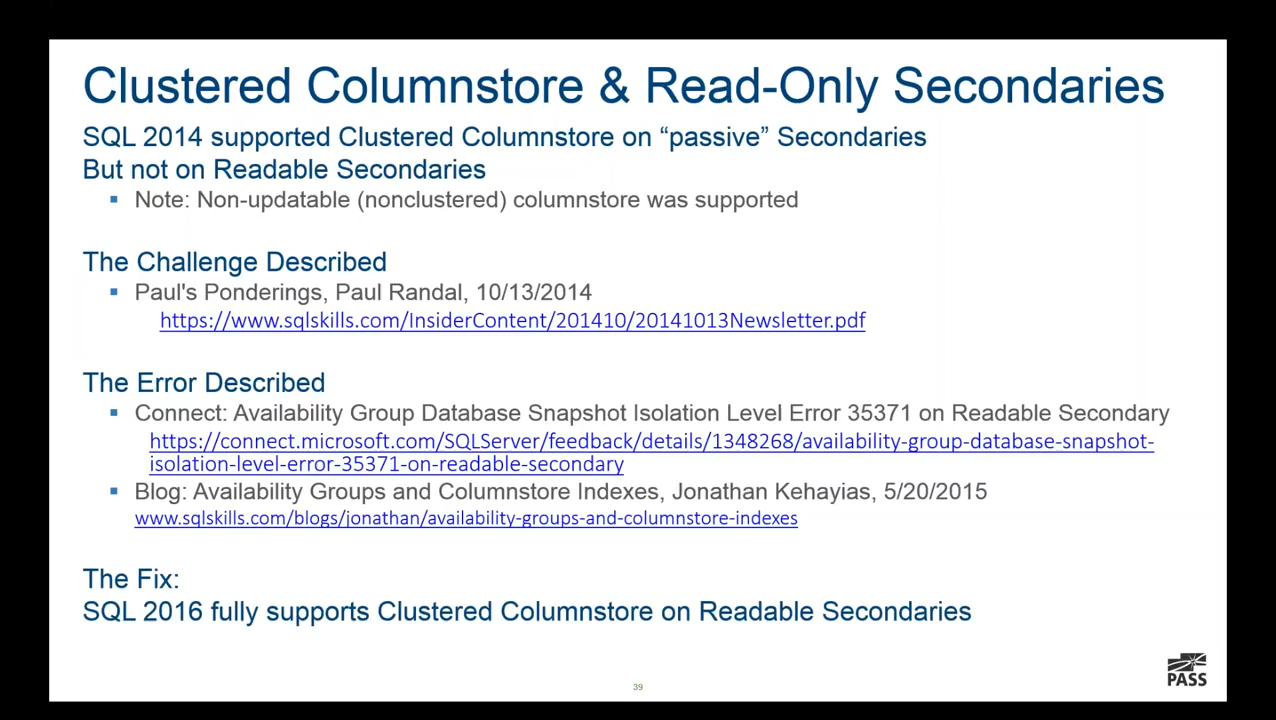 Clustered Columnstore & Read-Only Secondaries
SQL 2014 supported Clustered Columnstore on “passive” Secondaries
But not on Readable Secondaries
▪ Note: Non-updatable (nonclustered) columnstore was supported
The Challenge Described
▪ Paul's Ponderings, Paul Randal, 10/13/2014
https://www.sqlskills.com/InsiderContent/201410/20141013Newsletter.pdf
The Error Described
▪ Connect: Availability Group Database Snapshot Isolation Level Error 35371 on Readable Secondary
https://connect.microsoft.com/SQLServer/feedback/details/1348268/availability-group-database-snapshot-
isolation-level-error-35371-on-readable-secondary
▪ Blog: Availability Groups and Columnstore Indexes, Jonathan Kehayias, 5/20/2015
www.sqlskills.com/blogs/jonathan/availability-groups-and-columnstore-indexes
The Fix:
SQL 2016 fully supports Clustered Columnstore on Readable Secondaries
39
PASS